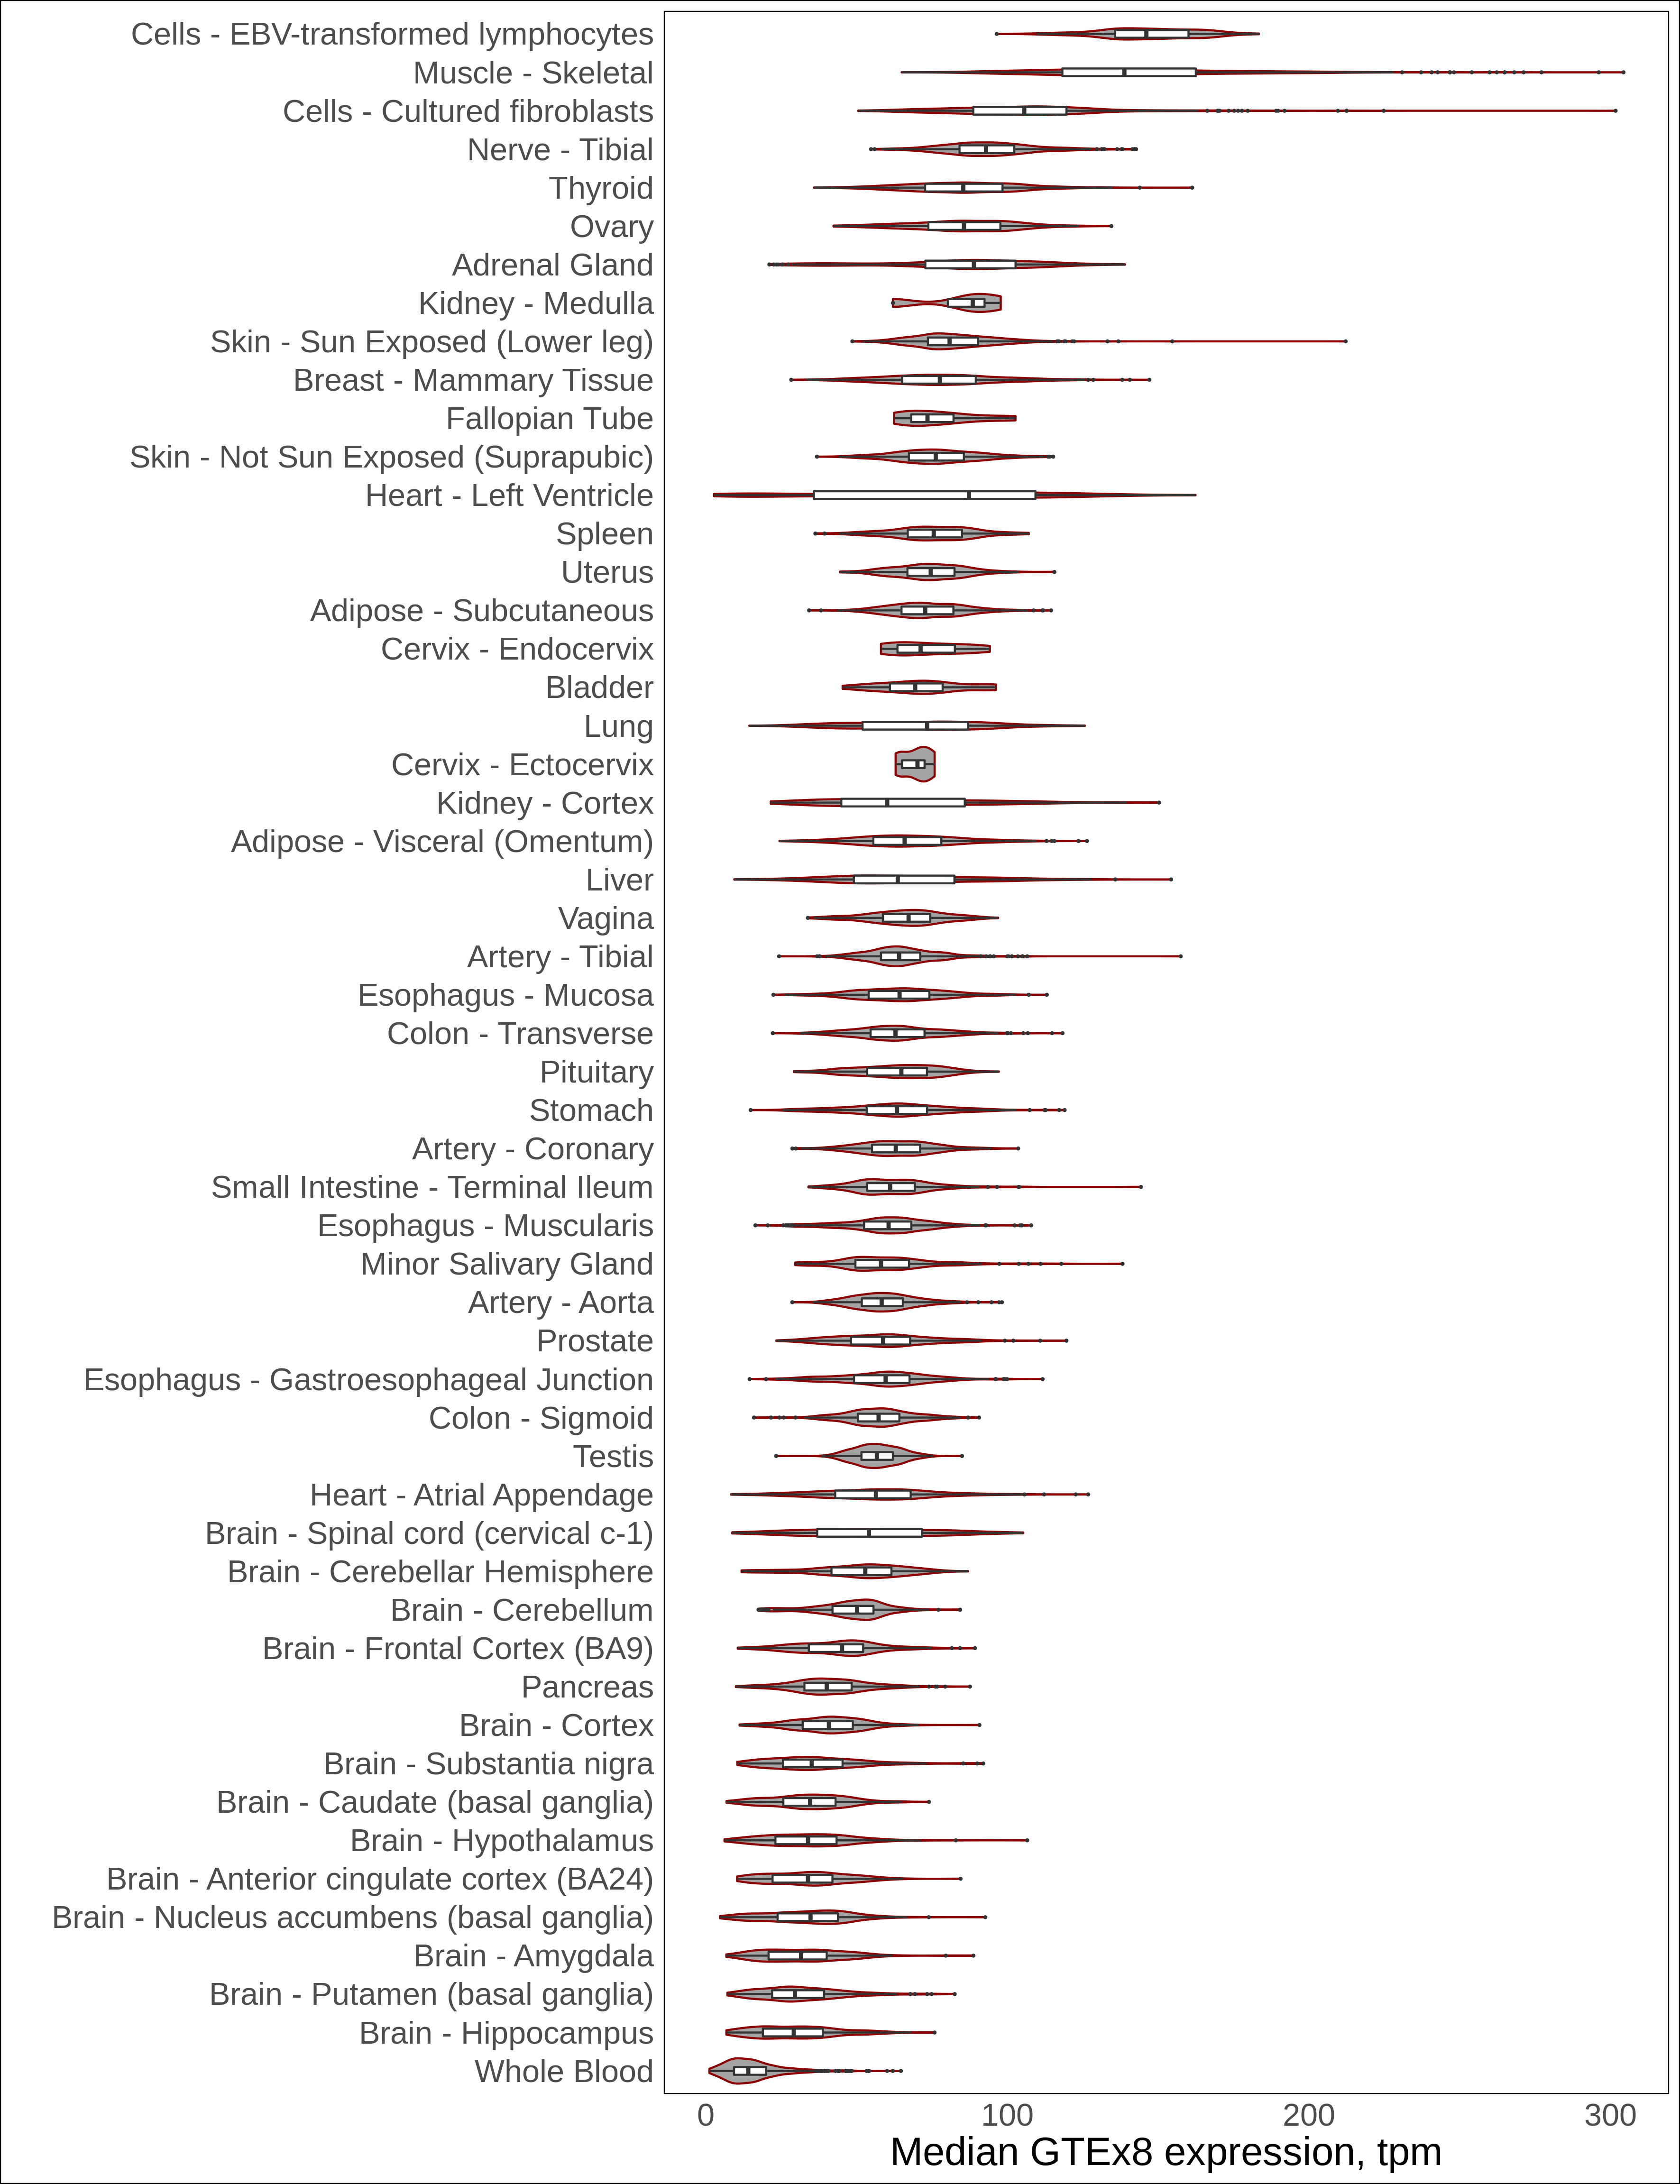 Cells - EBV-transformed lymphocytes
Muscle - Skeletal
Cells - Cultured fibroblasts
Nerve - Tibial
Thyroid
Ovary
Adrenal Gland
Kidney - Medulla
Skin - Sun Exposed (Lower leg)
Breast - Mammary Tissue
Fallopian Tube
Skin - Not Sun Exposed (Suprapubic)
Heart - Left Ventricle
Spleen
Uterus
Adipose - Subcutaneous
Cervix - Endocervix
Bladder
Lung
Cervix - Ectocervix
Kidney - Cortex
Adipose - Visceral (Omentum)
Liver
Vagina
Artery - Tibial
Esophagus - Mucosa
Colon - Transverse
Pituitary
Stomach
Artery - Coronary
Small Intestine - Terminal Ileum
Esophagus - Muscularis
Minor Salivary Gland
Artery - Aorta
Prostate
Esophagus - Gastroesophageal Junction
Colon - Sigmoid
Testis
Heart - Atrial Appendage
Brain - Spinal cord (cervical c-1)
Brain - Cerebellar Hemisphere
Brain - Cerebellum
Brain - Frontal Cortex (BA9)
Pancreas
Brain - Cortex
Brain - Substantia nigra
Brain - Caudate (basal ganglia)
Brain - Hypothalamus
Brain - Anterior cingulate cortex (BA24)
Brain - Nucleus accumbens (basal ganglia)
Brain - Amygdala
Brain - Putamen (basal ganglia)
Brain - Hippocampus
Whole Blood
0 100 200 300
Median GTEx8 expression, tpm